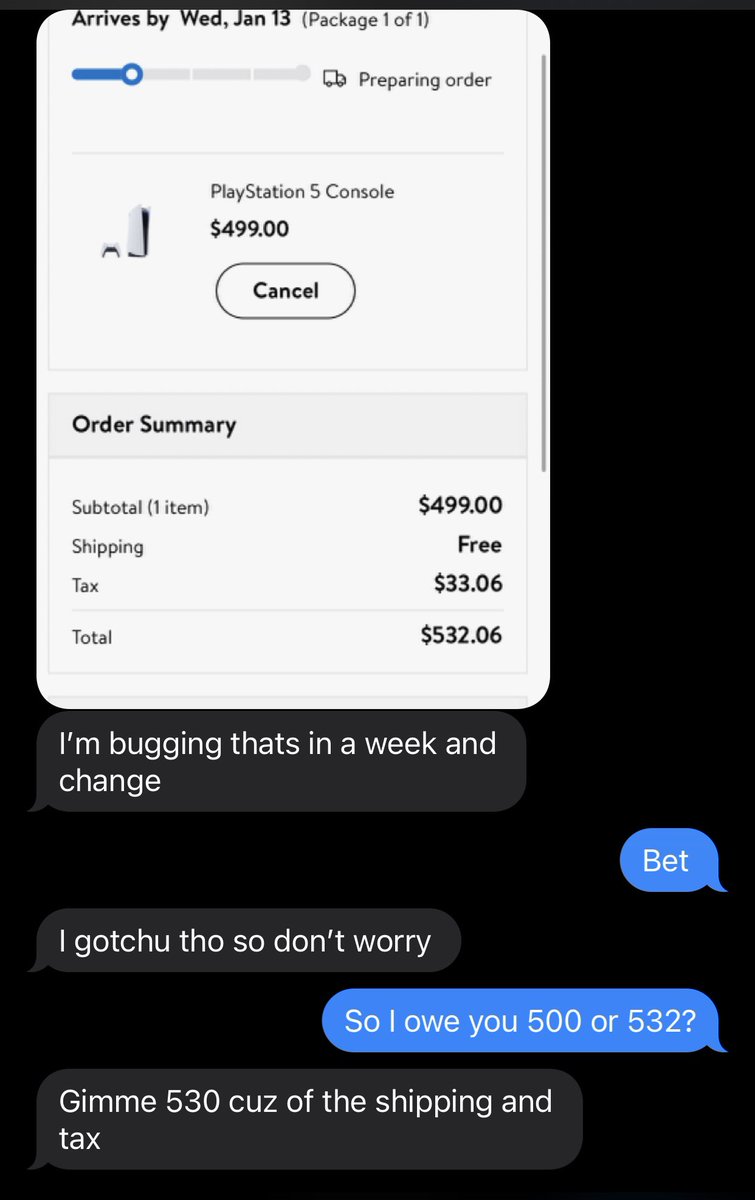 Arrives by Wed, Jan 13 (Package 1 of 1)
Preparing order
PlayStation 5 Console
$499.00
Cancel
Order Summary
Subtotal (1 item) $499.00
Shipping Free
Tax $33.06
Total $532.06
I’m bugging thats in a week and
change
Bet
I gotchu tho so don’t worry
So I owe you 500 or 532?
Gimme 530 cuz of the shipping and
tax